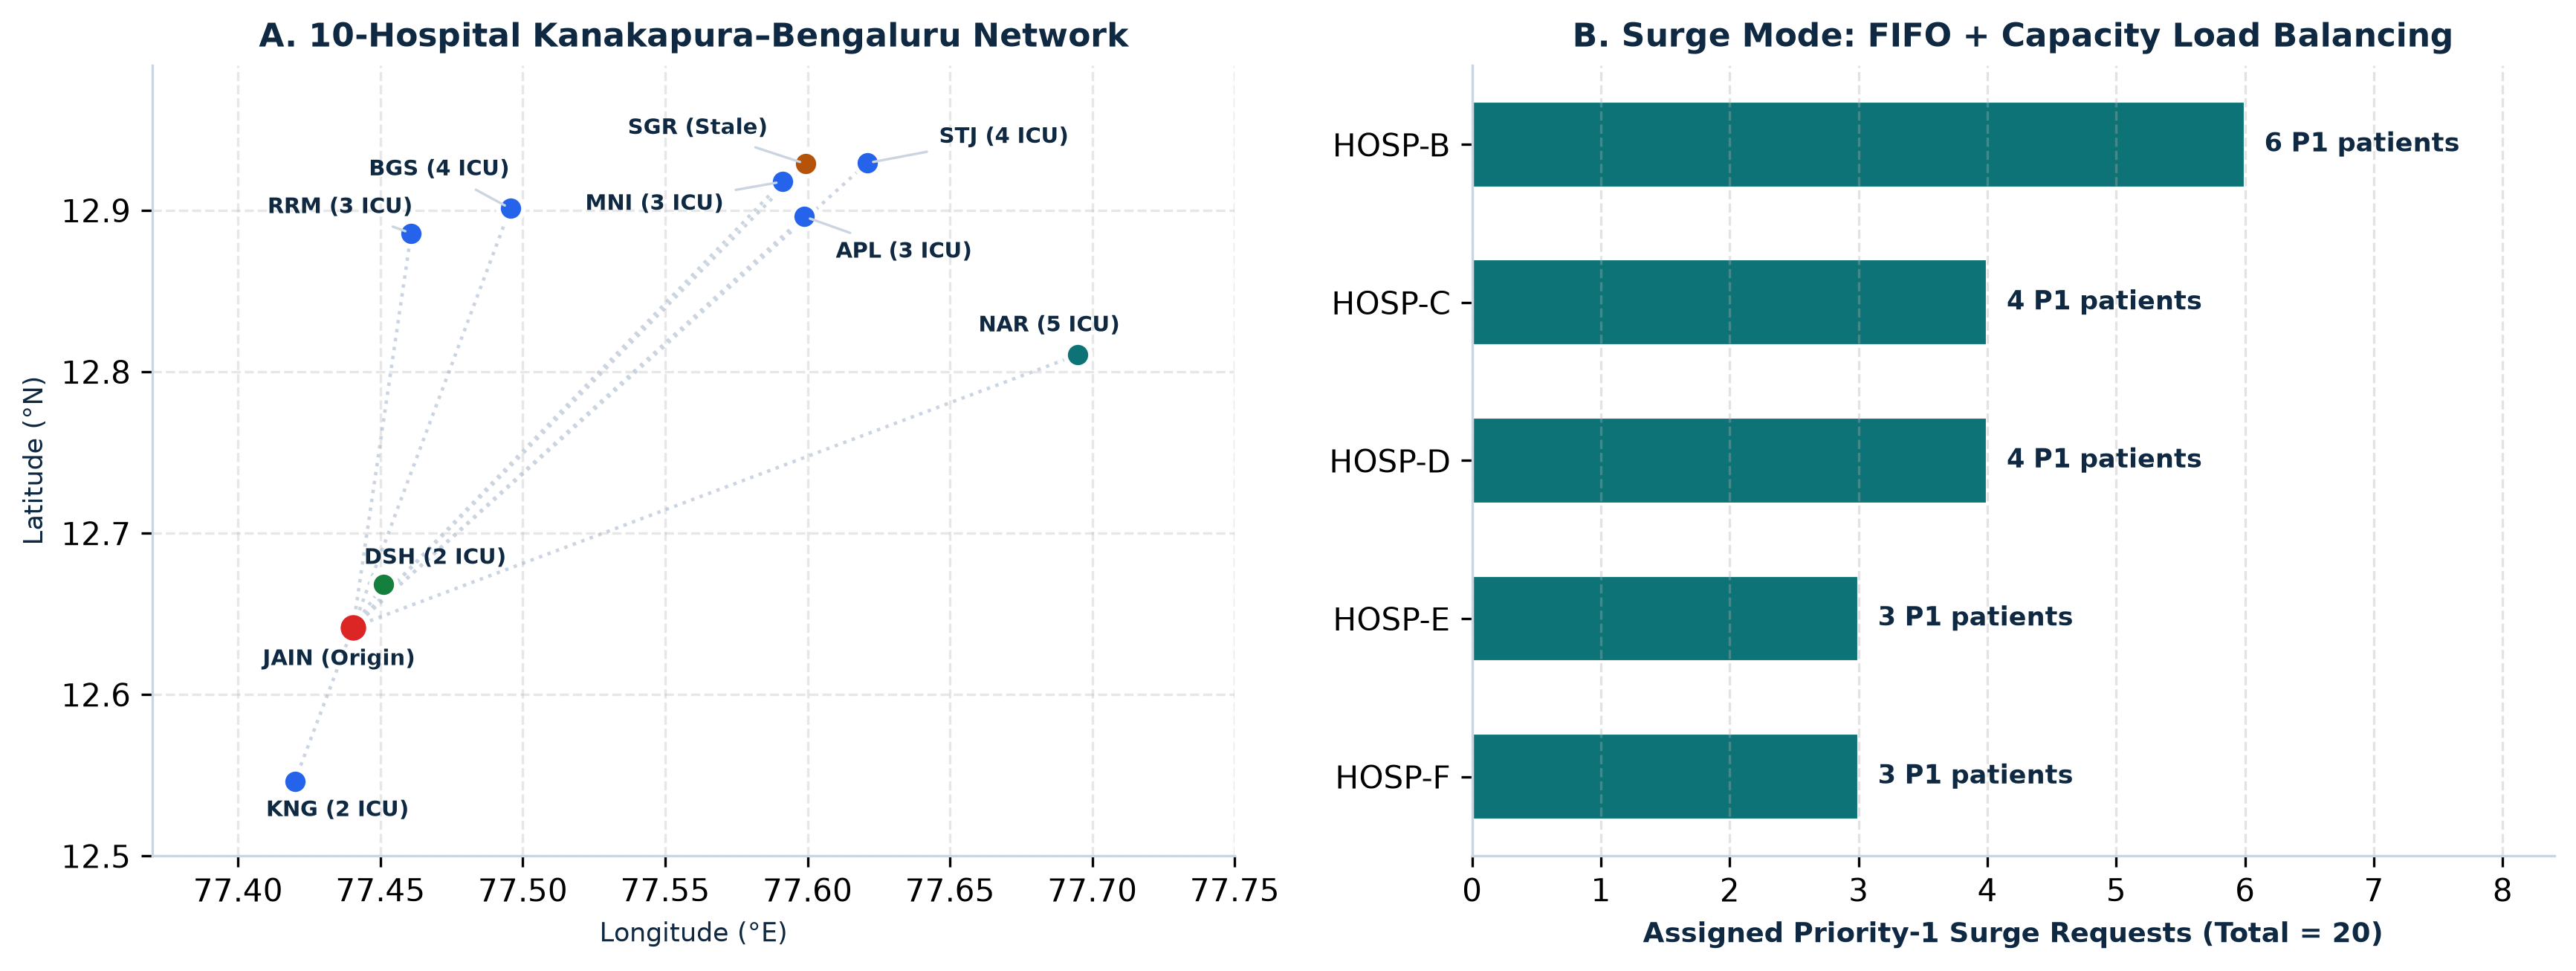 A. 10-Hospital Kanakapura–Bengaluru Network
SGR (Stale)
STJ (4 ICU)
BGS (4 ICU)
MNI (3 ICU)
RRM (3 ICU)
APL (3 ICU)
NAR (5 ICU)
DSH (2 ICU)
JAIN (Origin)
KNG (2 ICU)
Latitude (°N)
12.9
12.8
12.7
12.6
12.5
77.40 77.45 77.50 77.55 77.60 77.65 77.70 77.75
Longitude (°E)
B. Surge Mode: FIFO + Capacity Load Balancing
HOSP-B 6 P1 patients
HOSP-C 4 P1 patients
HOSP-D 4 P1 patients
HOSP-E 3 P1 patients
HOSP-F 3 P1 patients
0 1 2 3 4 5 6 7 8
Assigned Priority-1 Surge Requests (Total = 20)